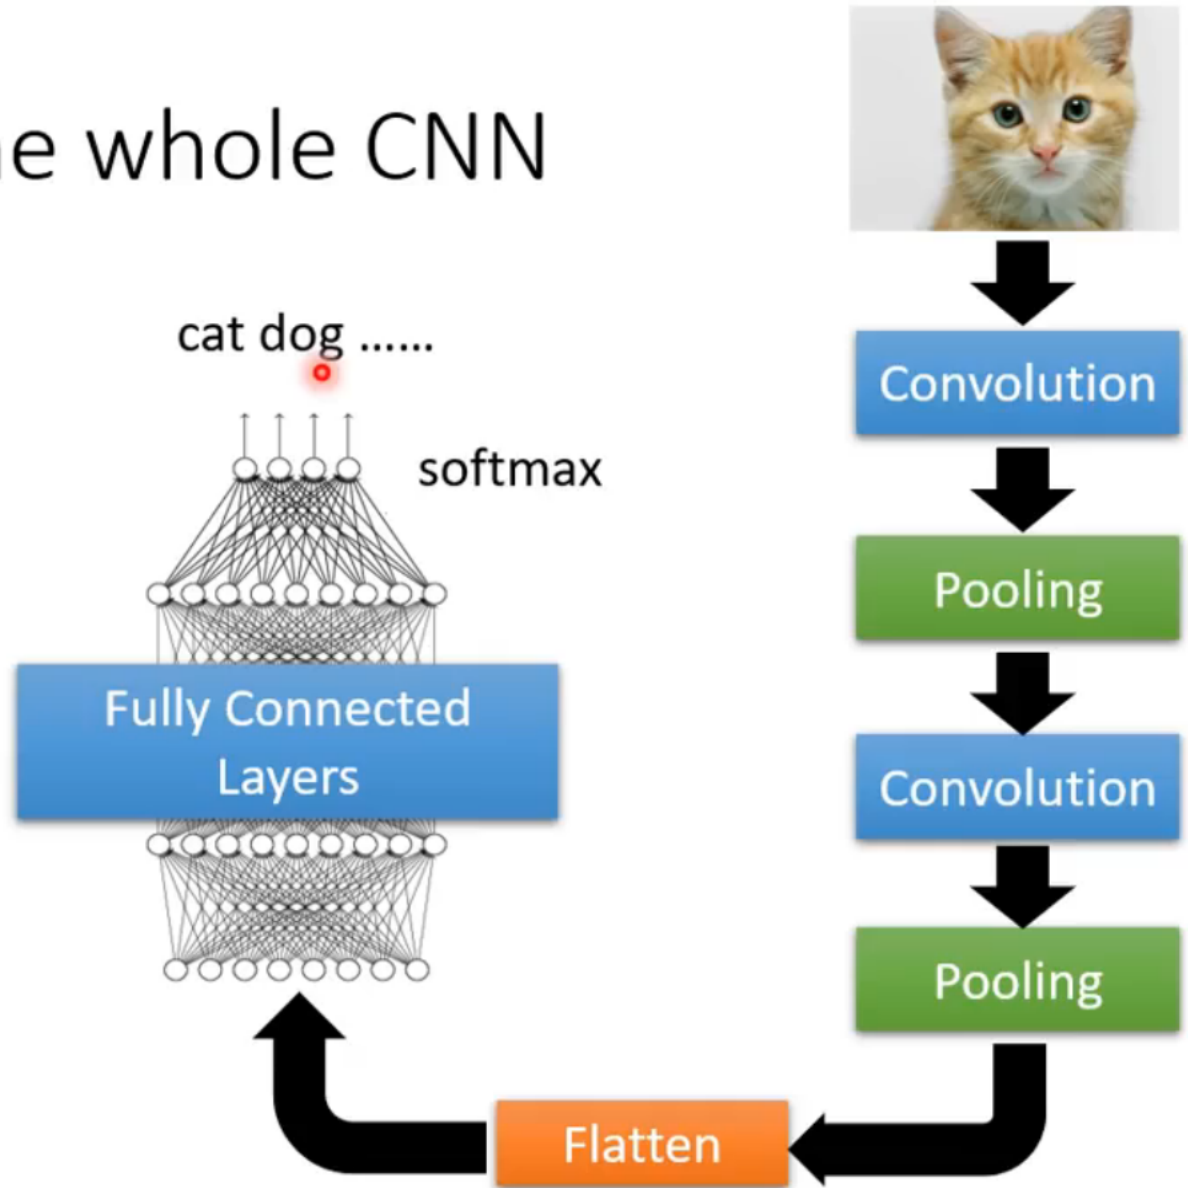 whole CNN
cat dog ......
softmax
Convolution
Pooling
Convolution
Pooling
Flatten
Fully Connected
Layers